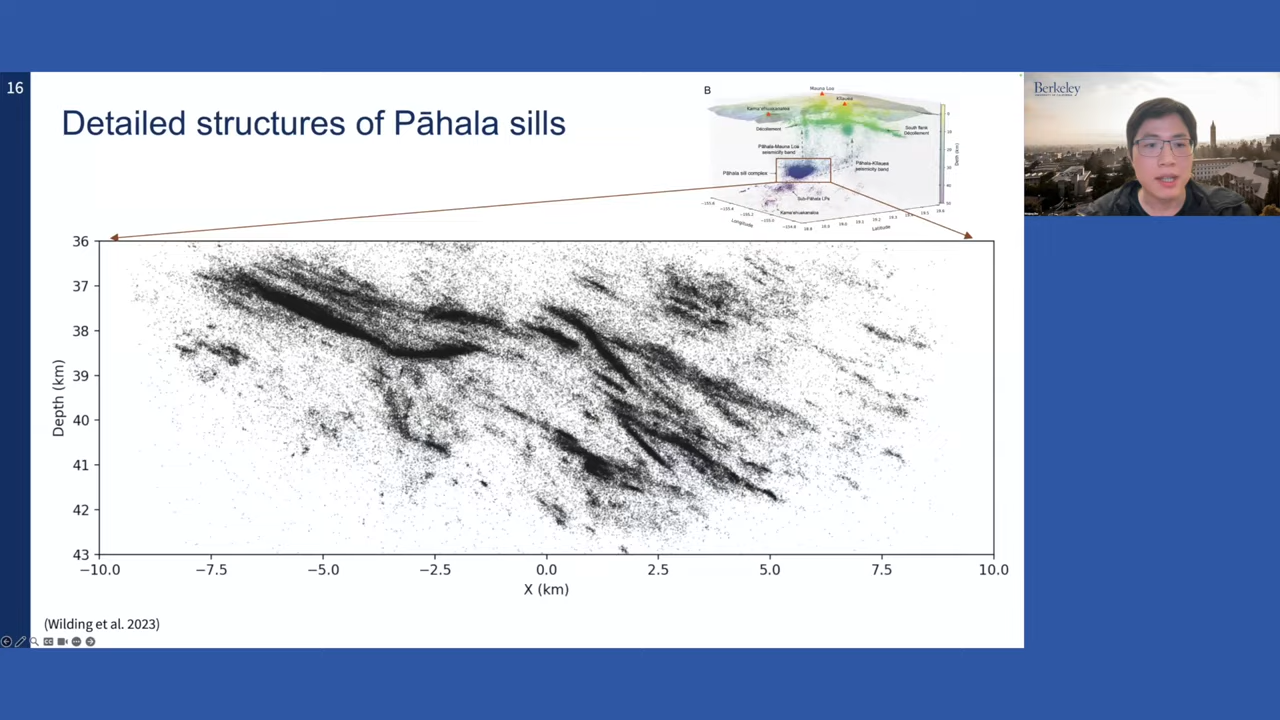 16
Detailed structures of Pāhala sills
B
Mauna Loa
Kīlauea
Kama'ehuakanaloa
Décollement
South flank
Décollement
Pāhala-Mauna Loa
seismicity band
Pāhala-Kīlauea
seismicity band
Pāhala sill complex
Sub-Pāhala LPs
Kama'ehuakanaloa
Longitude
Latitude
Depth (km)
36
37
38
39
40
41
42
43
Depth (km)
−10.0 −7.5 −5.0 −2.5 0.0 2.5 5.0 7.5 10.0
X (km)
(Wilding et al. 2023)
Berkeley